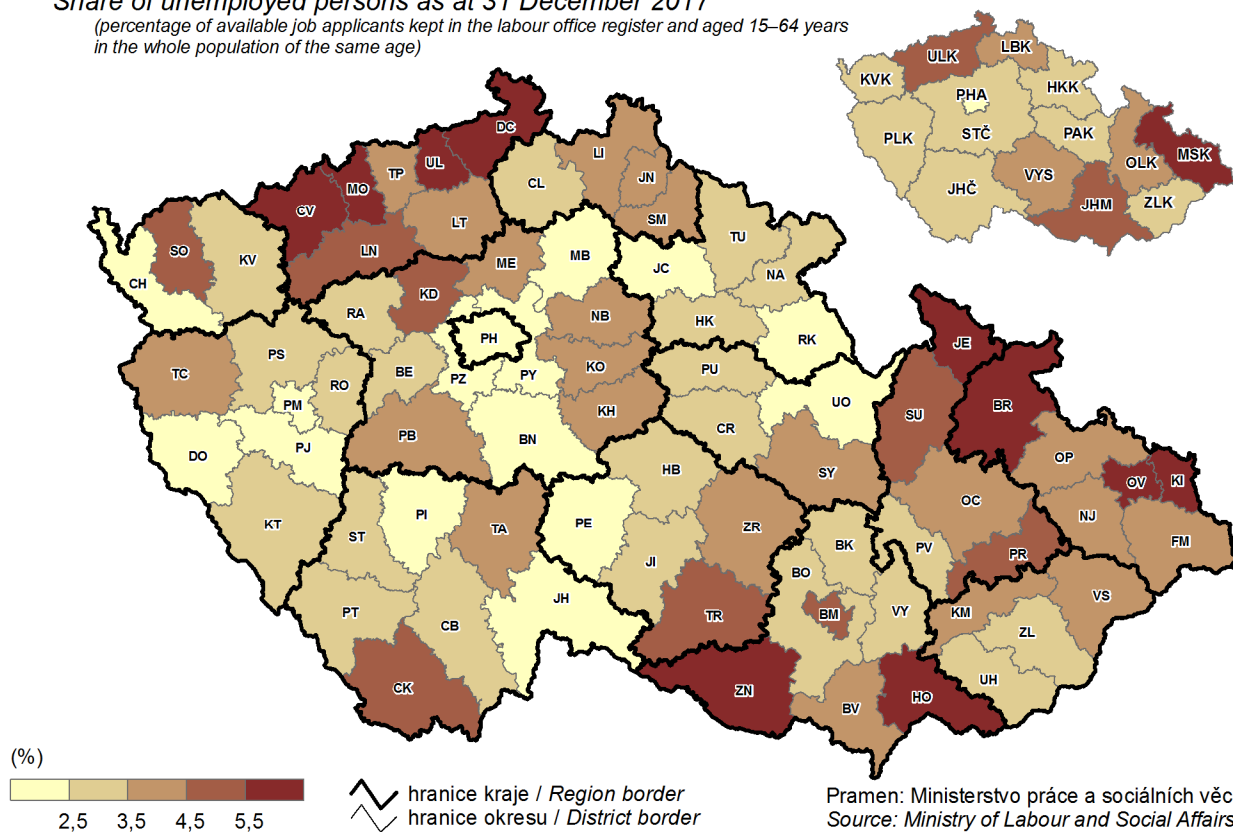 Share of unemployed persons as at 31 December 2017
(percentage of available job applicants kept in the labour office register and aged 15–64 years
in the whole population of the same age)
ULK
LBK
KVK
PHA
HKK
PLK
STČ
PAK
MSK
OLK
VYS
JHČ
JHM
ZLK
DC
LI
UL
TP
MO
CL
JN
CV
LT
SM
SO
LN
TU
KV
MB
ME
JC
NA
CH
KD
RA
NB
HK
PH
RK
JE
PS
KO
PU
TC
BE
PZ
PY
RO
UO
PM
BR
KH
SU
CR
PB
BN
PJ
DO
OP
HB
SY
OV
KI
OC
PI
NJ
KT
PE
TA
ZR
ST
FM
BK
PV
PR
JI
BO
JH
VS
PT
VY
KM
TR
BM
CB
ZL
UH
CK
ZN
HO
BV
(%)
2,5 3,5 4,5 5,5
hranice kraje / Region border
hranice okresu / District border
Pramen: Ministerstvo práce a sociálních věc
Source: Ministry of Labour and Social Affairs